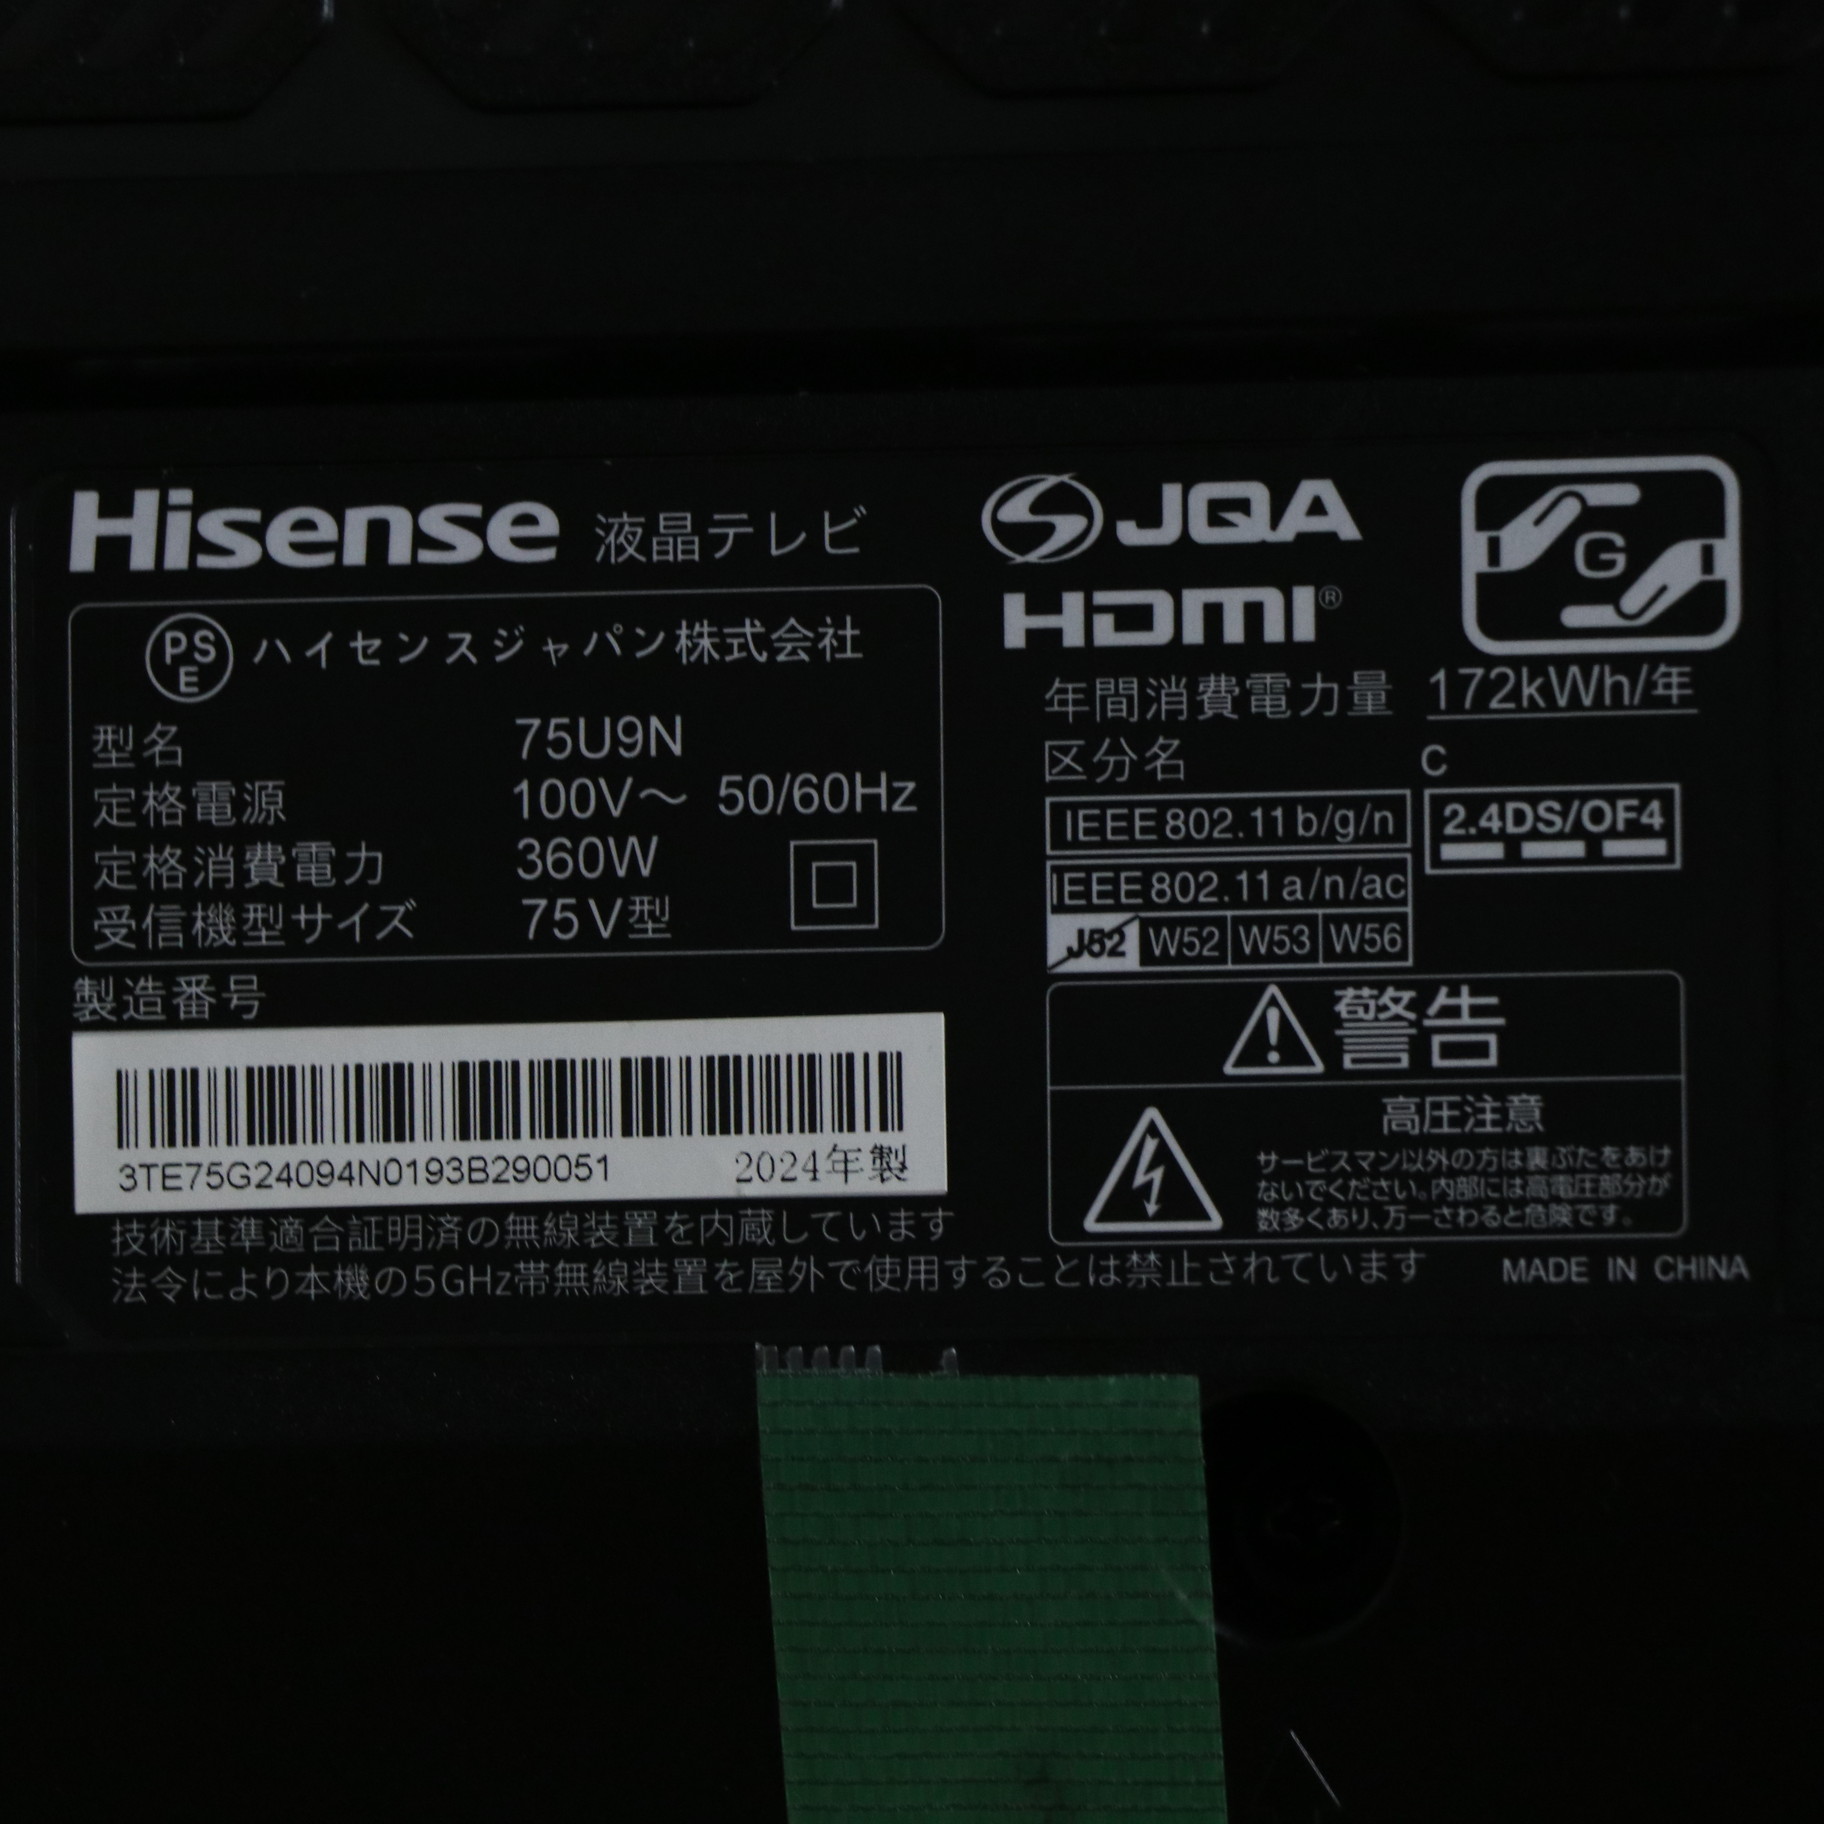 Hisense 液晶テレビ
PSE ハイセンスジャパン株式会社
型名 75U9N
定格電源 100V～ 50/60Hz
定格消費電力 360W
受信機型サイズ 75V型
製造番号
3TE75G24094N0193B290051 2024年製
技術基準適合証明済の無線装置を内蔵しています
法令により本機の5GHz帯無線装置を屋外で使用することは禁止されています
JQA
HDMI®
G
年間消費電力量 172kWh/年
区分名 C
IEEE802.11b/g/n 2.4DS/OF4
IEEE802.11a/n/ac
J52 W52 W53 W56
警告
高圧注意
サービスマン以外の方は裏ぶたをあけ
ないでください。内部には高電圧部分が
数多くあり、万一さわると危険です。
MADE IN CHINA